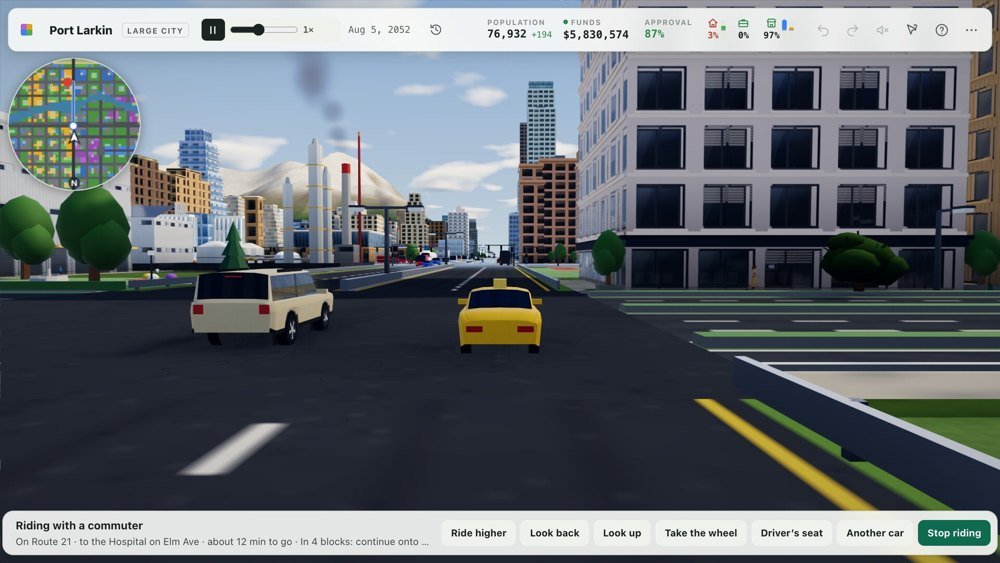 Port Larkin
LARGE CITY
1×
Aug 5, 2052
POPULATION
76,932 +194
FUNDS
$5,830,574
APPROVAL
87%
3%
0%
97%
N
Riding with a commuter
On Route 21 · to the Hospital on Elm Ave · about 12 min to go · In 4 blocks: continue onto ...
Ride higher
Look back
Look up
Take the wheel
Driver's seat
Another car
Stop riding